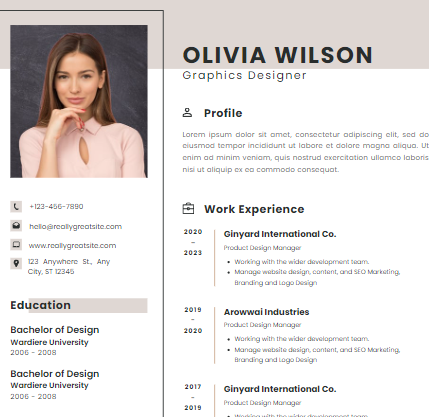 OLIVIA WILSON
Graphics Designer
Profile
Lorem ipsum dolor sit amet, consectetur adipiscing elit, sed do
eiusmod tempor incididunt ut labore et dolore magna aliqua. Ut
enim ad minim veniam, quis nostrud exercitation ullamco laboris
nisi ut aliquip ex ea commodo consequat.
+123-456-7890
hello@reallygreatsite.com
www.reallygreatsite.com
123 Anywhere St., Any
City, ST 12345
Education
Bachelor of Design
Wardiere University
2006 - 2008
Bachelor of Design
Wardiere University
2006 - 2008
Work Experience
2020
-
2023
Ginyard International Co.
Product Design Manager
• Working with the wider development team.
• Manage website design, content, and SEO Marketing,
Branding and Logo Design
2019
-
2020
Arowwai Industries
Product Design Manager
• Working with the wider development team.
• Manage website design, content, and SEO Marketing,
Branding and Logo Design
2017
-
2019
Ginyard International Co.
Product Design Manager
• Working with the wider development team.